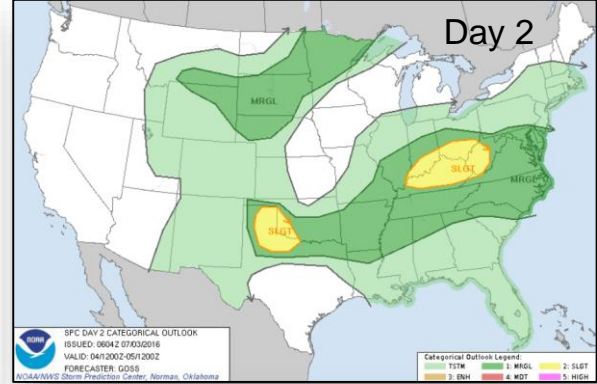 Day 2
MRGL
SLGT
MRGL
SLGT
NOAA
SPC DAY 2 CATEGORICAL OUTLOOK
ISSUED: 0604Z 07/03/2016
VALID: 04/1200Z-05/1200Z
FORECASTER: GOSS
NOAA/NWS Storm Prediction Center, Norman, Oklahoma
Categorical Outlook Legend:
TSTM 1: MRGL 2: SLGT
3: ENH 4: MDT 5: HIGH